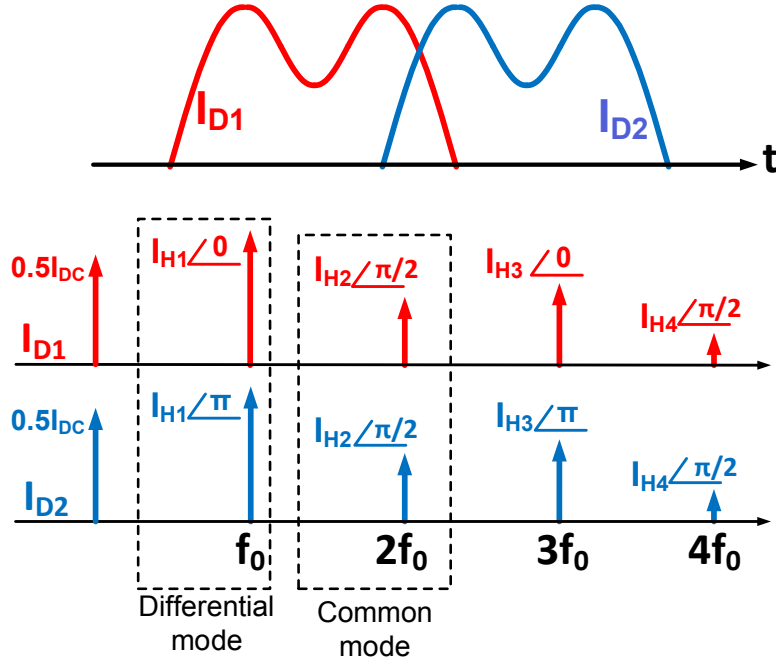 I_D1
I_D2
t
0.5I_DC
I_H1∠0
I_H2∠π/2
I_H3∠0
I_H4∠π/2
I_D1
0.5I_DC
I_H1∠π
I_H2∠π/2
I_H3∠π
I_H4∠π/2
I_D2
f_0
2f_0
3f_0
4f_0
Differential
mode
Common
mode